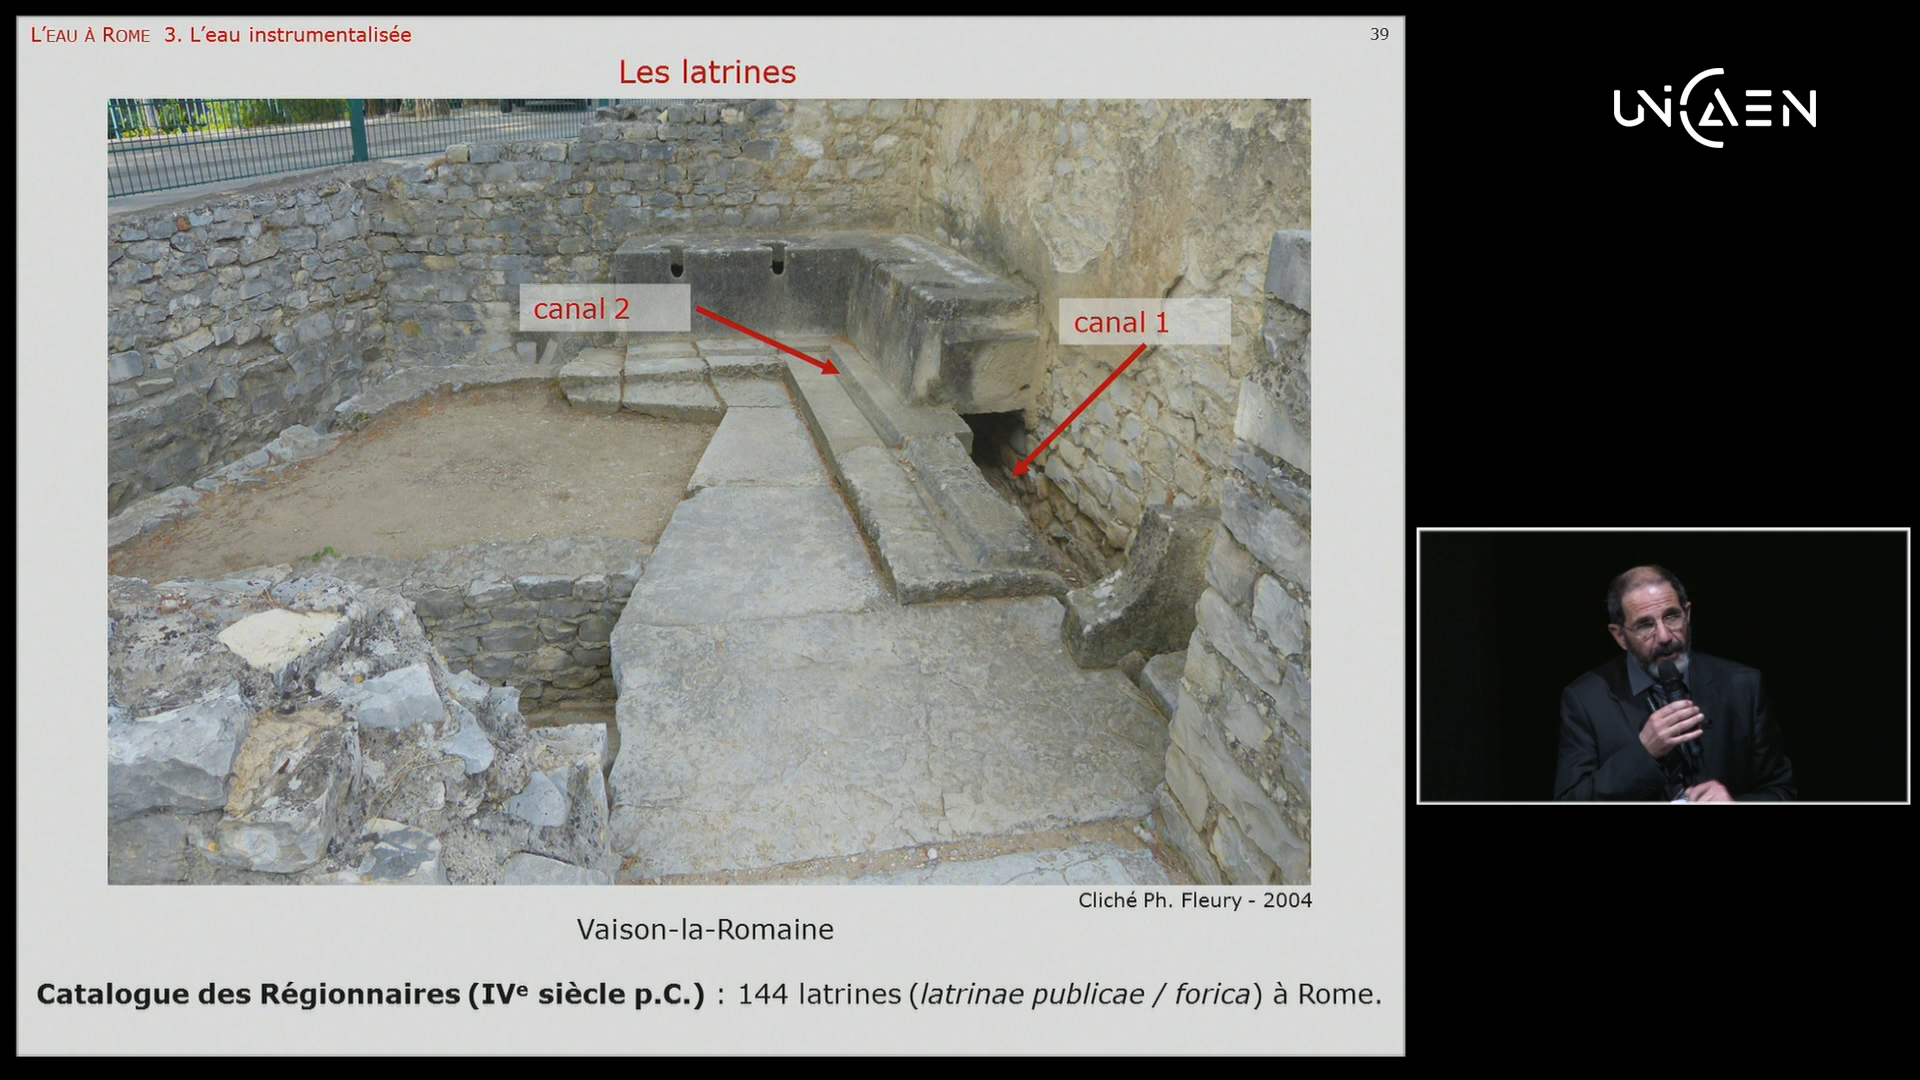 L'EAU À ROME 3. L'eau instrumentalisée
39
Les latrines
canal 2
canal 1
Cliché Ph. Fleury - 2004
Vaison-la-Romaine
Catalogue des Régionnaires (IVᵉ siècle p.C.) : 144 latrines (latrinae publicae / forica) à Rome.
UNICAEN